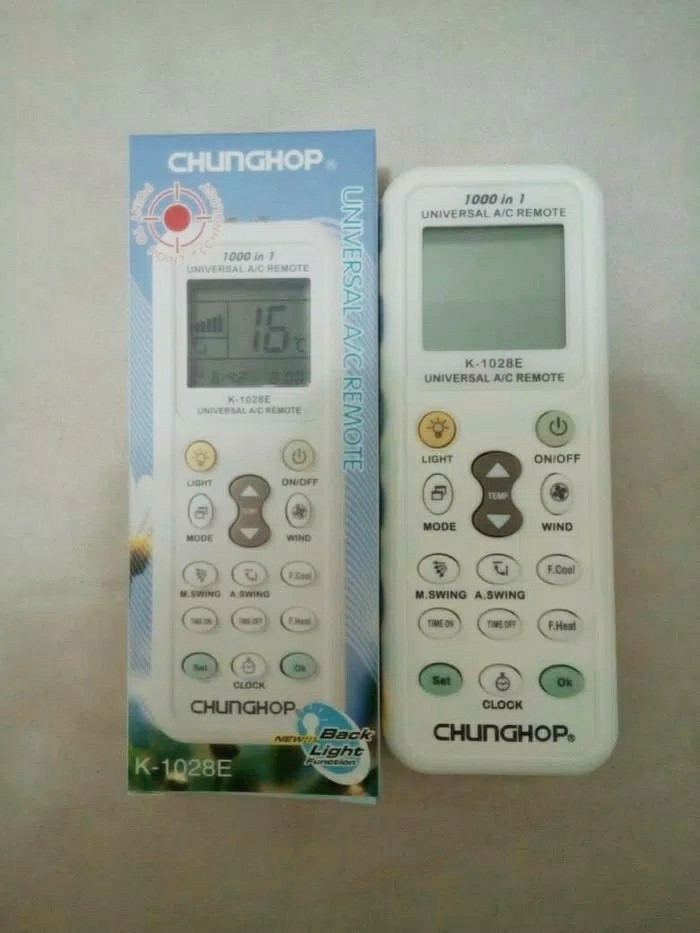 CHUNGHOP®
UNIVERSAL A/C REMOTE
1000 in 1
UNIVERSAL A/C REMOTE
16 °C
K-1028E
UNIVERSAL A/C REMOTE
LIGHT
ON/OFF
TEMP
MODE
WIND
F.Cool
M.SWING A.SWING
TIME ON TIME OFF F.Heat
Set Ok
CLOCK
CHUNGHOP
NEW!!! Back
Light
Function
K-1028E
1000 in 1
UNIVERSAL A/C REMOTE
K-1028E
UNIVERSAL A/C REMOTE
LIGHT ON/OFF
TEMP
MODE WIND
F.Cool
M.SWING A.SWING
TIME ON TIME OFF F.Heat
Set Ok
CLOCK
CHUNGHOP®